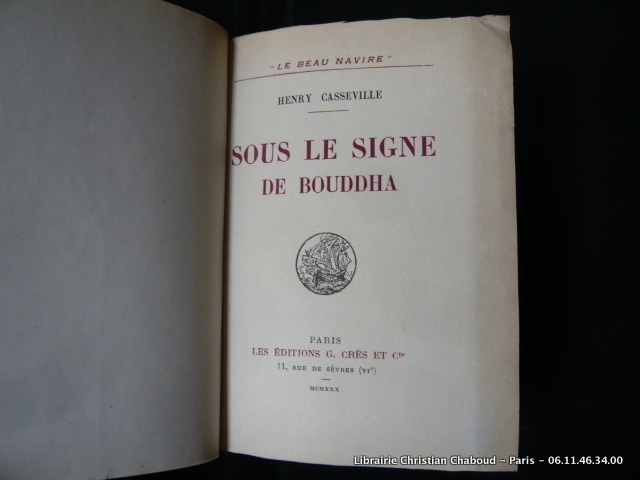 "LE BEAU NAVIRE"
HENRY CASSEVILLE
SOUS LE SIGNE
DE BOUDDHA
PARIS
LES ÉDITIONS G. CRÈS ET Cie
11, RUE DE SÈVRES (VIe)
MCMXXX
Librairie Christian Chaboud - Paris - 06.11.46.34.00